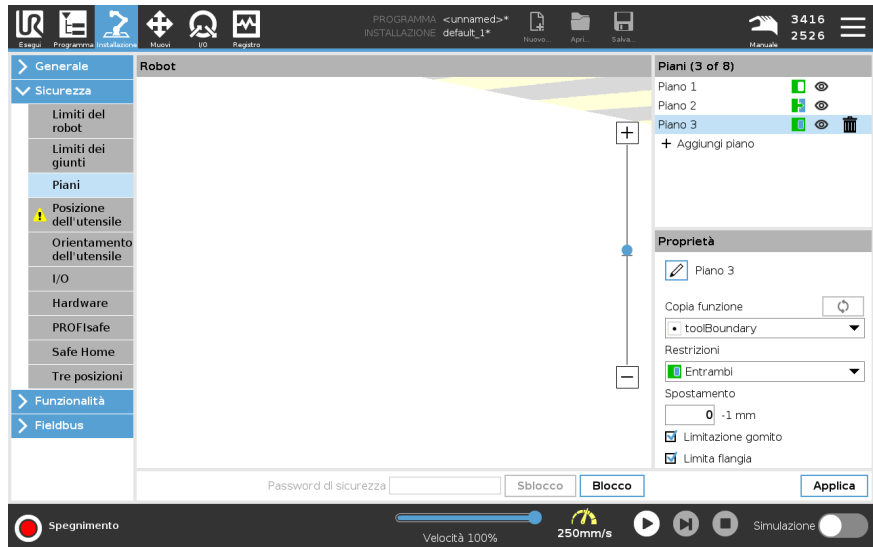 UR
PROGRAMMA <unnamed>*
INSTALLAZIONE default_1*
Esegui Programma Installazione Muovi I/O Registro
Nuovo... Apri... Salva...
Manuale
3416
2526
Generale
Sicurezza
Limiti del
robot
Limiti dei
giunti
Piani
Posizione
dell'utensile
Orientamento
dell'utensile
I/O
Hardware
PROFIsafe
Safe Home
Tre posizioni
Funzionalità
Fieldbus
Robot
Piani (3 of 8)
Piano 1
Piano 2
Piano 3
+ Aggiungi piano
Proprietà
Piano 3
Copia funzione
toolBoundary
Restrizioni
Entrambi
Spostamento
0 -1 mm
Limitazione gomito
Limita flangia
Password di sicurezza Sblocco Blocco
Applica
Spegnimento
Velocità 100%
250mm/s
Simulazione